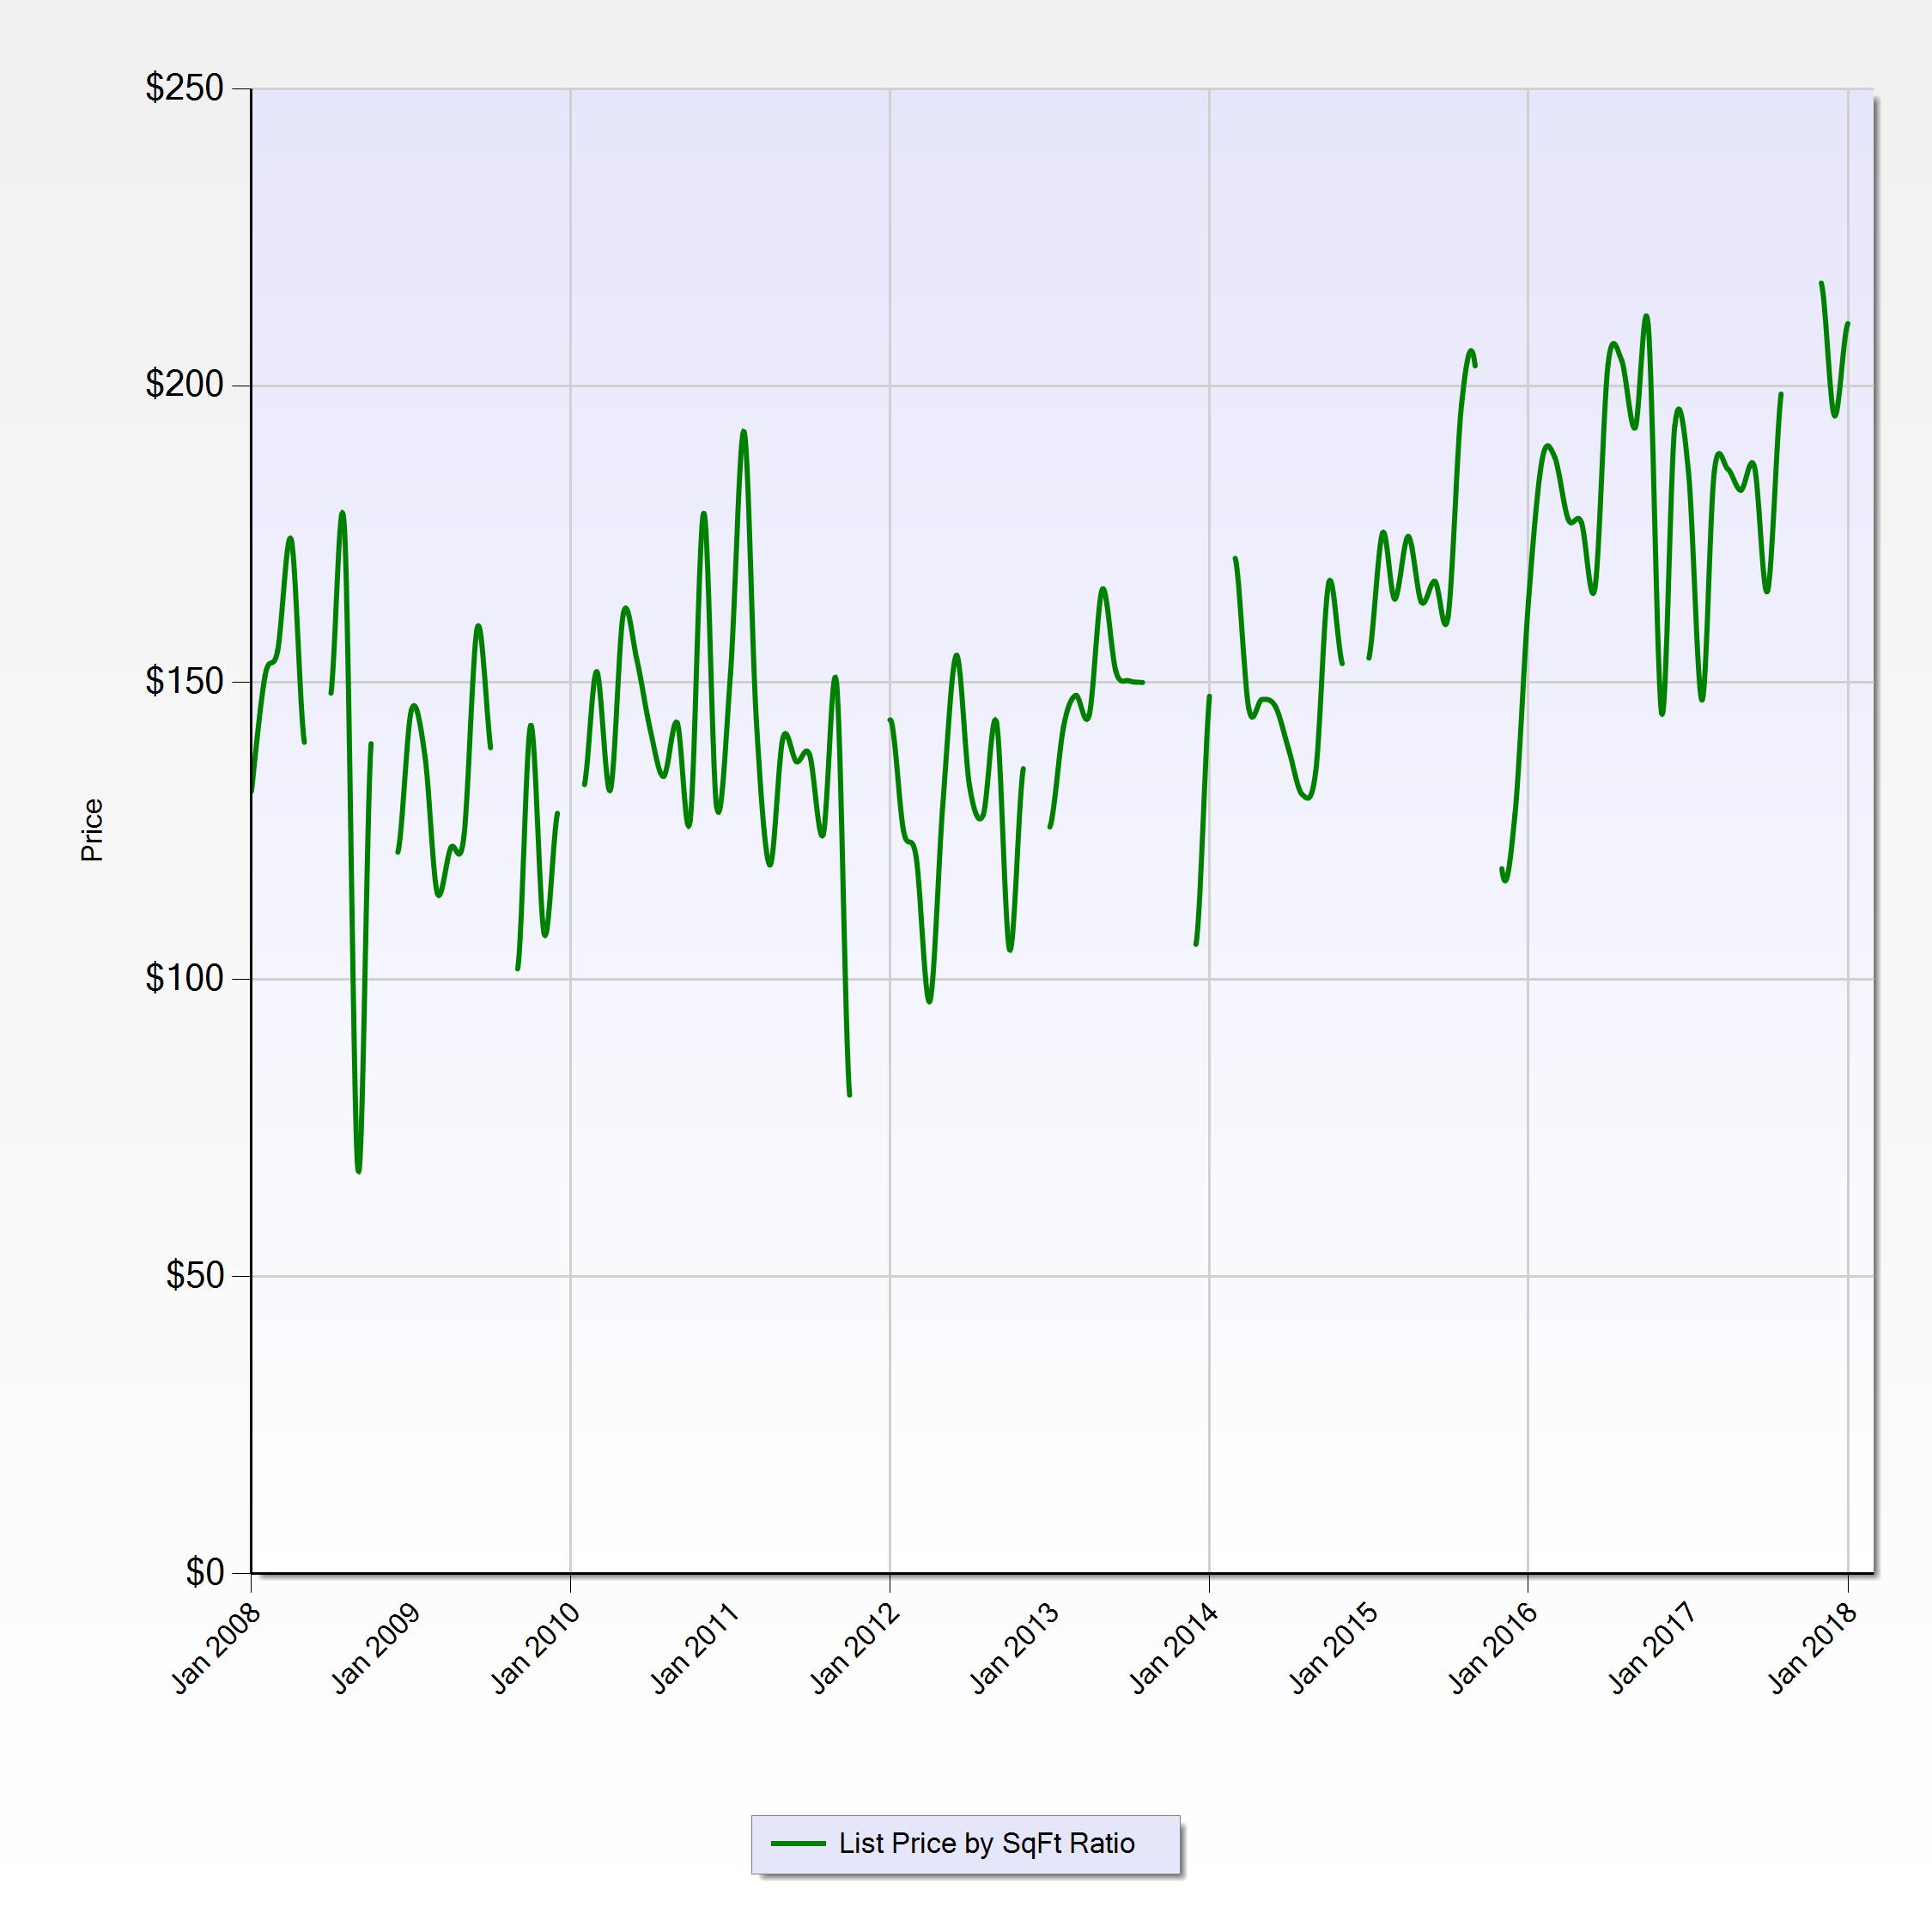 $250
$200
$150
$100
$50
$0
Price
Jan 2008
Jan 2009
Jan 2010
Jan 2011
Jan 2012
Jan 2013
Jan 2014
Jan 2015
Jan 2016
Jan 2017
Jan 2018
List Price by SqFt Ratio